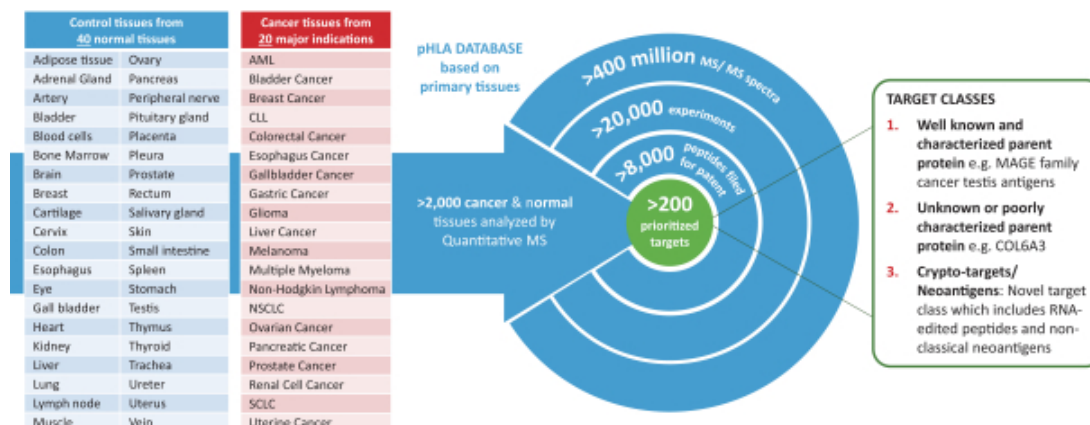 Control tissues from
40 normal tissues
Adipose tissue Ovary
Adrenal Gland Pancreas
Artery Peripheral nerve
Bladder Pituitary gland
Blood cells Placenta
Bone Marrow Pleura
Brain Prostate
Breast Rectum
Cartilage Salivary gland
Cervix Skin
Colon Small intestine
Esophagus Spleen
Eye Stomach
Gall bladder Testis
Heart Thymus
Kidney Thyroid
Liver Trachea
Lung Ureter
Lymph node Uterus
Muscle Vein
Cancer tissues from
20 major indications
AML
Bladder Cancer
Breast Cancer
CLL
Colorectal Cancer
Esophagus Cancer
Gallbladder Cancer
Gastric Cancer
Glioma
Liver Cancer
Melanoma
Multiple Myeloma
Non-Hodgkin Lymphoma
NSCLC
Ovarian Cancer
Pancreatic Cancer
Prostate Cancer
Renal Cell Cancer
SCLC
Uterine Cancer
pHLA DATABASE
based on
primary tissues
>2,000 cancer & normal
tissues analyzed by
Quantitative MS
>400 million MS/ MS spectra
>20,000 experiments
>8,000 peptides filed
for patent
>200
prioritized
targets
TARGET CLASSES
1. Well known and
characterized parent
protein e.g. MAGE family
cancer testis antigens
2. Unknown or poorly
characterized parent
protein e.g. COL6A3
3. Crypto-targets/
Neoantigens: Novel target
class which includes RNA-
edited peptides and non-
classical neoantigens